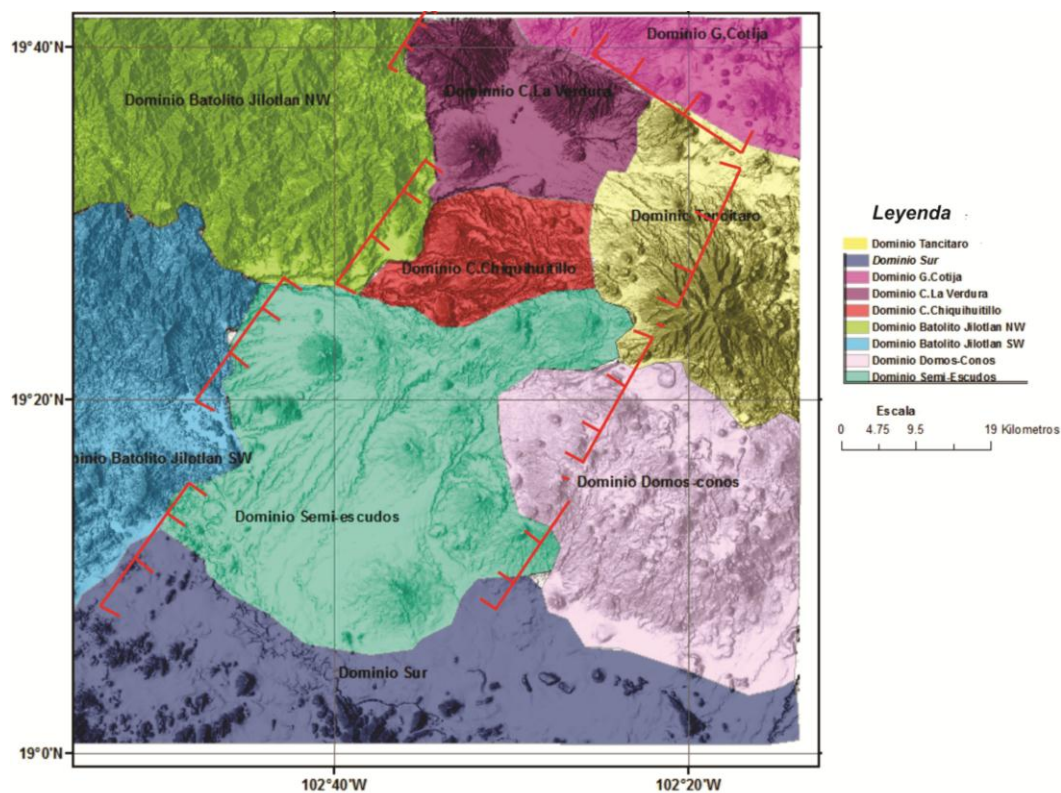 19°40'N
19°20'N
19°0'N
102°40'W
102°20'W
Dominio G.Cotija
Dominio Batolito Jilotlan NW
Dominnio C.La Verdura
Dominio Tancitaro
Dominio C.Chiquihuitillo
inio Batolito Jilotlan SW
Dominio Domos-conos
Dominio Semi-escudos
Dominio Sur
Leyenda
Dominio Tancitaro
Dominio Sur
Dominio G.Cotija
Dominio C.La Verdura
Dominio C.Chiquihuitillo
Dominio Batolito Jilotlan NW
Dominio Batolito Jilotlan SW
Dominio Domos-Conos
Dominio Semi-Escudos
Escala
0 4.75 9.5 19 Kilometros